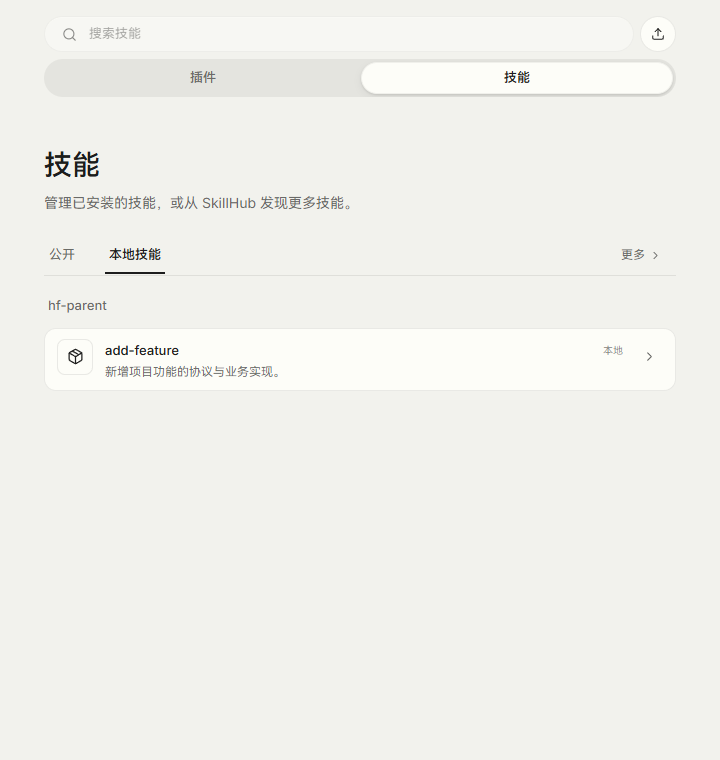 搜索技能
插件 技能
技能
管理已安装的技能，或从 SkillHub 发现更多技能。
公开 本地技能 更多
hf-parent
add-feature 本地
新增项目功能的协议与业务实现。